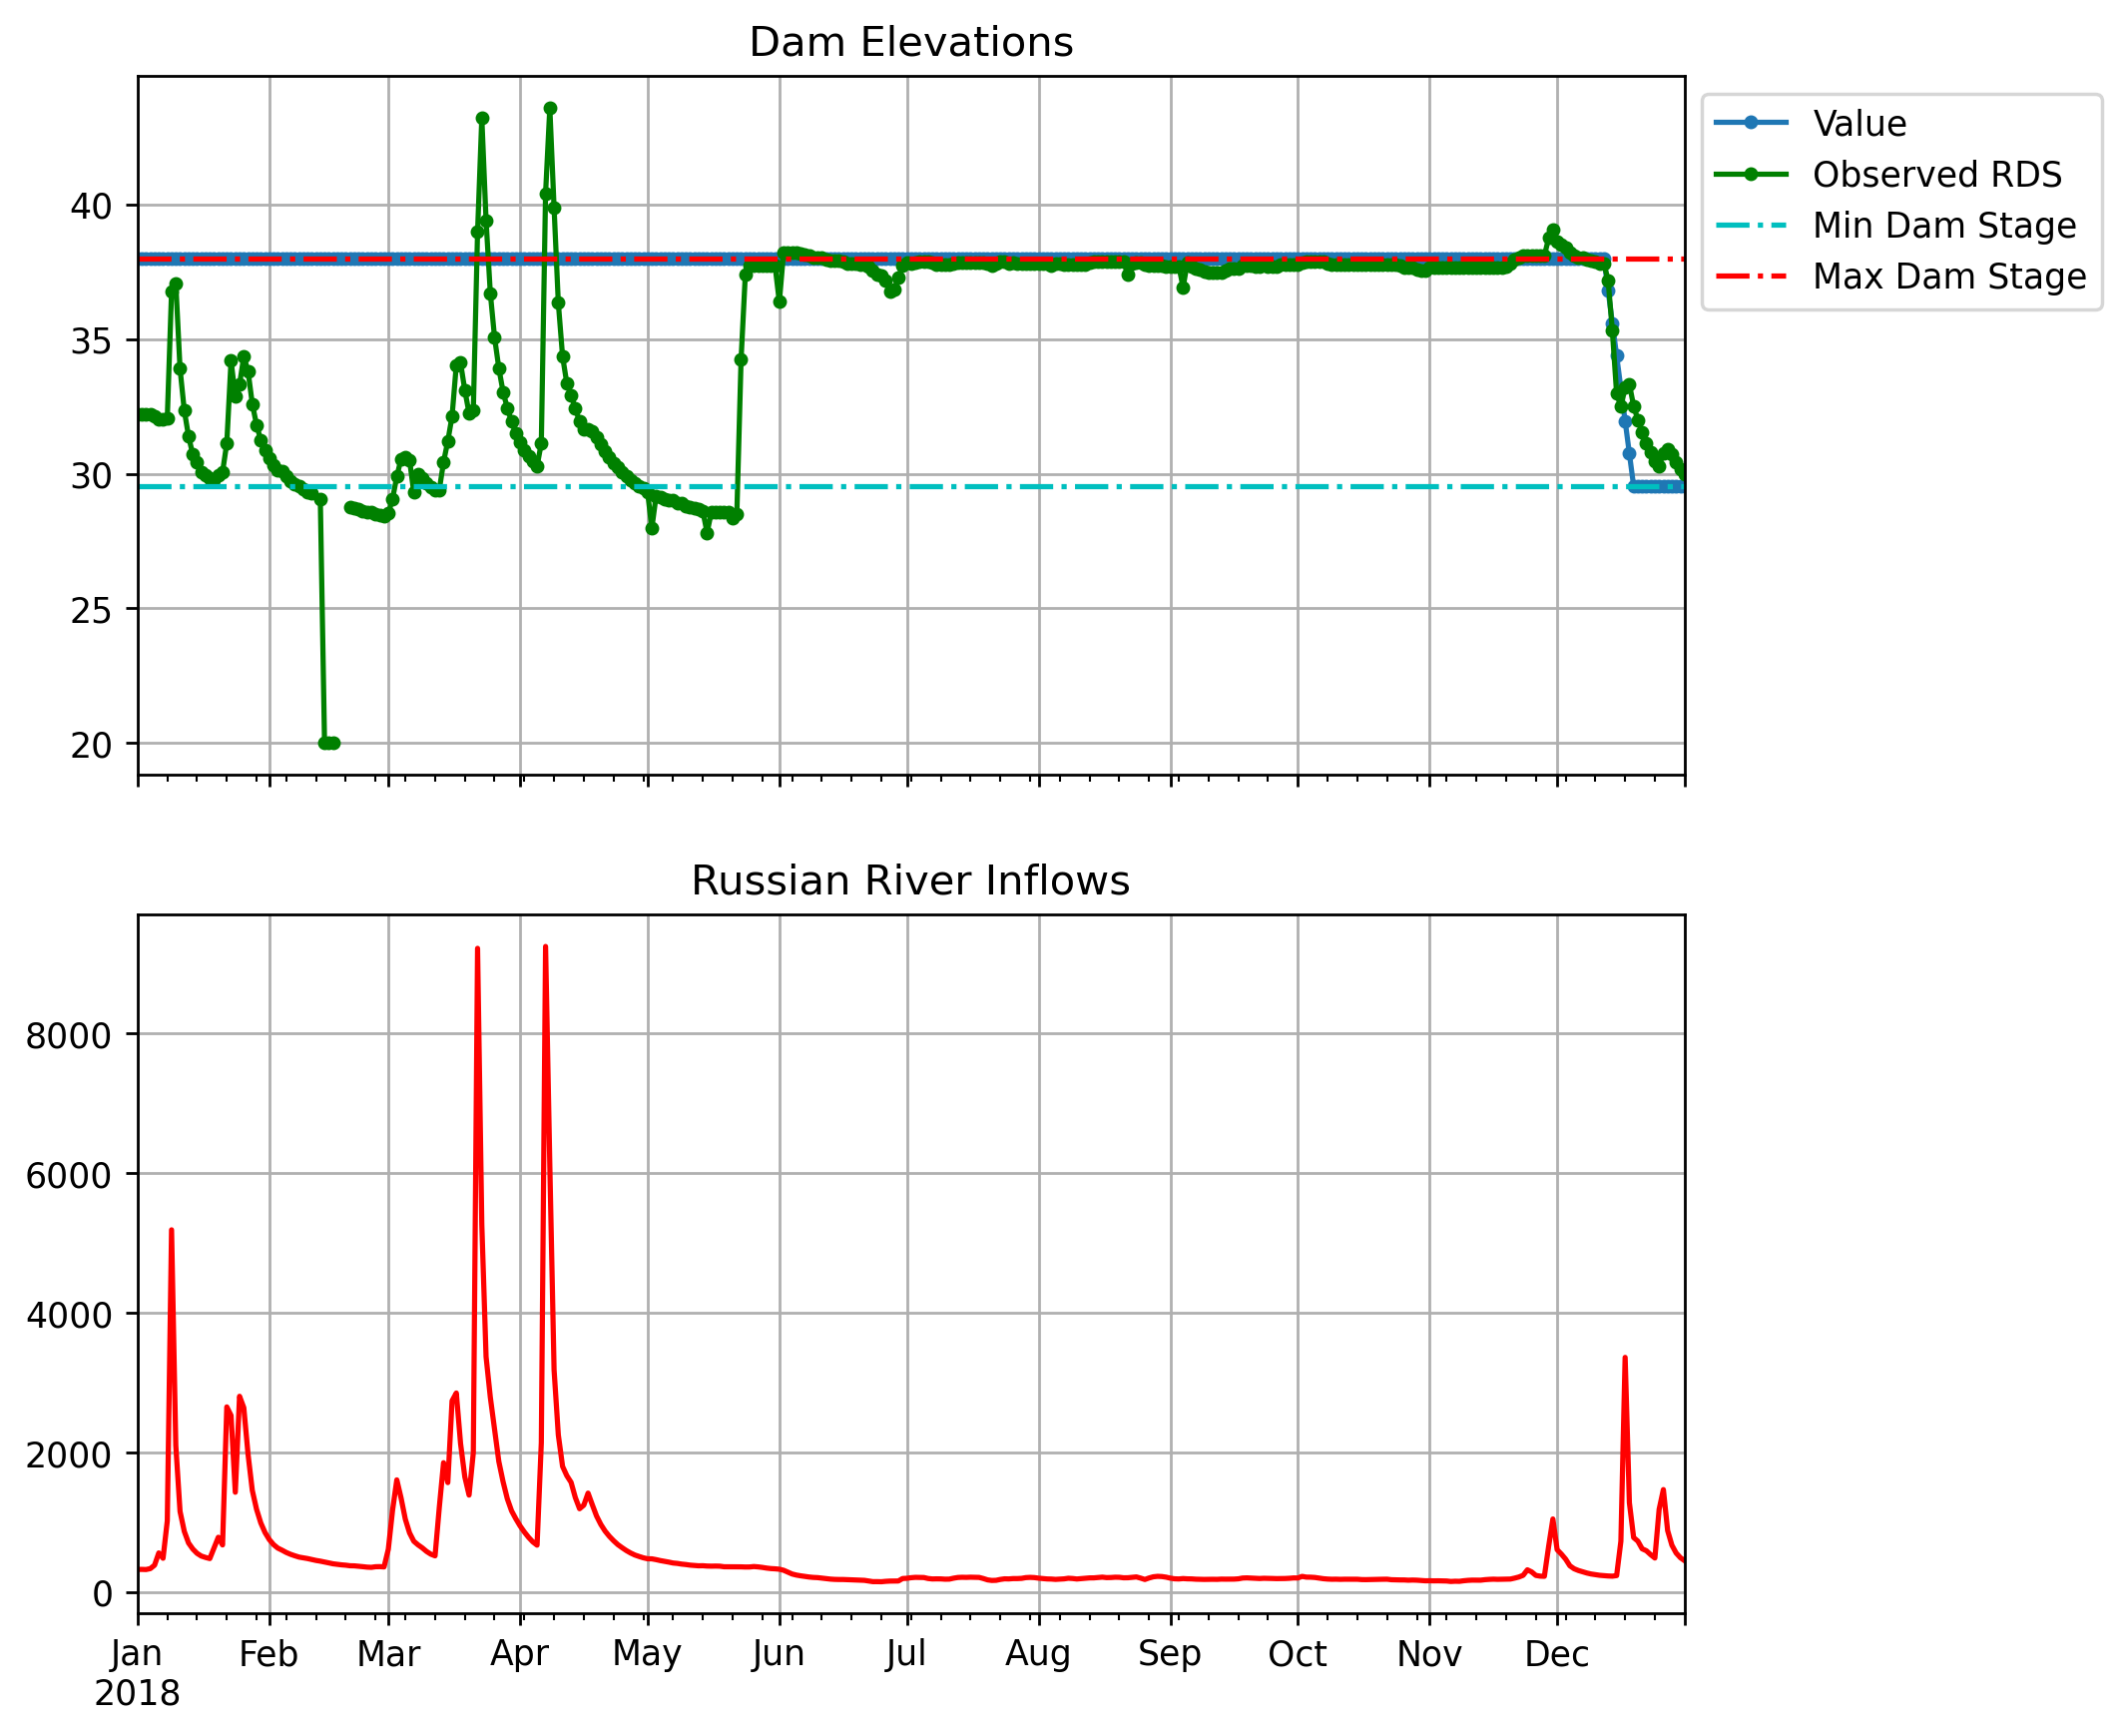 Dam Elevations
40
35
30
25
20
Value
Observed RDS
Min Dam Stage
Max Dam Stage
Russian River Inflows
8000
6000
4000
2000
0
Jan Feb Mar Apr May Jun Jul Aug Sep Oct Nov Dec
2018